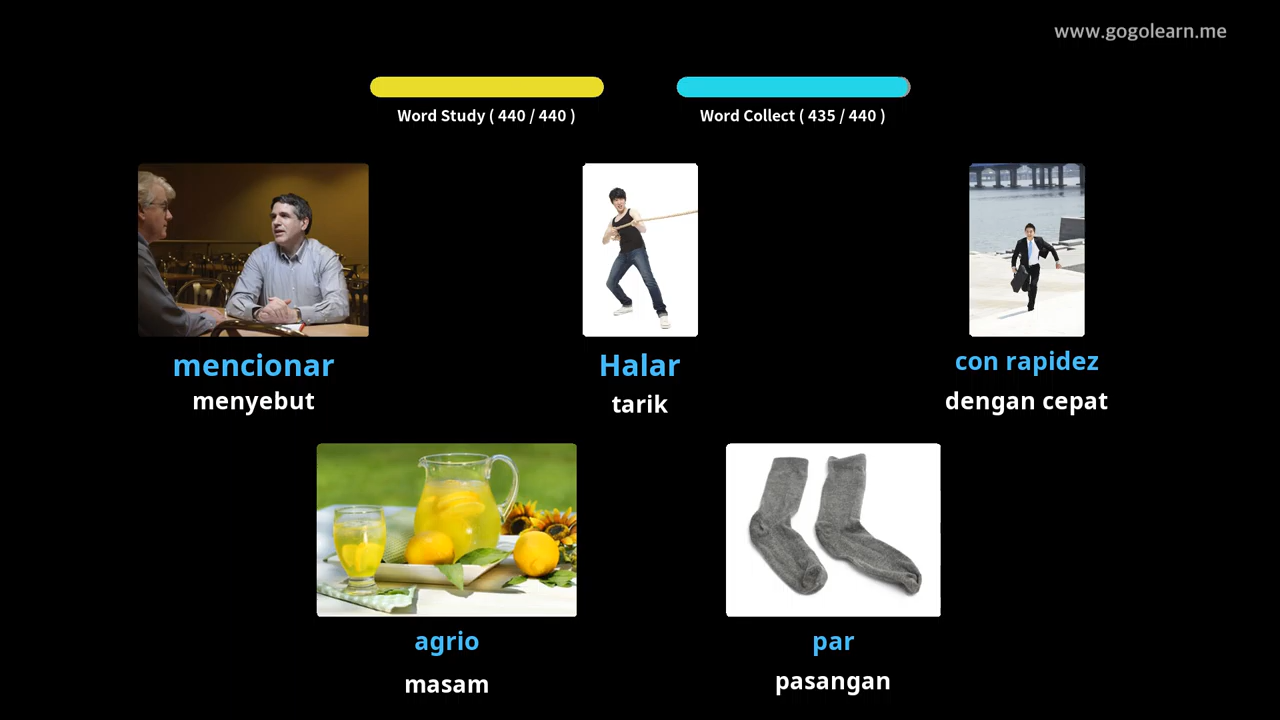 www.gogolearn.me
Word Study ( 440 / 440 )
Word Collect ( 435 / 440 )
mencionar
menyebut
Halar
tarik
con rapidez
dengan cepat
agrio
masam
par
pasangan